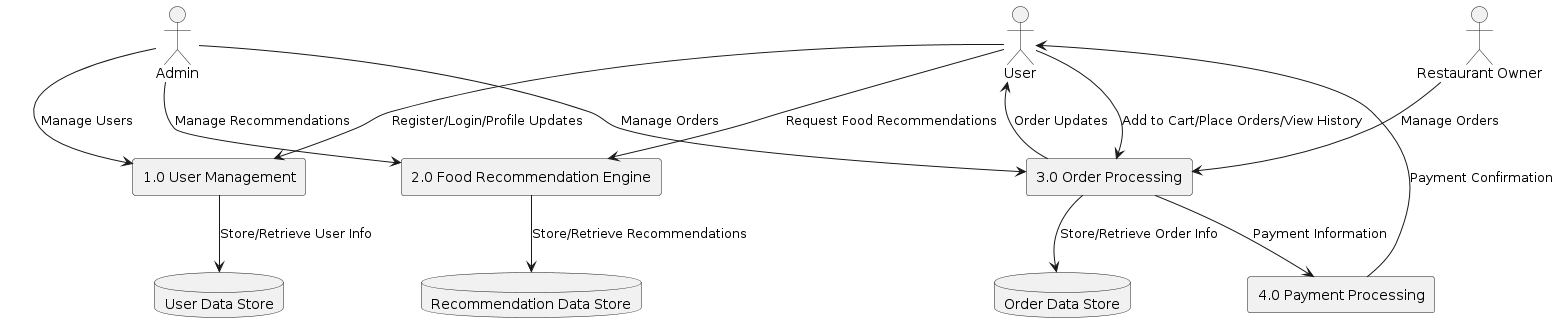 Admin
User
Restaurant Owner
Manage Users
Manage Recommendations
Register/Login/Profile Updates
Manage Orders
Request Food Recommendations
Order Updates
Add to Cart/Place Orders/View History
Manage Orders
1.0 User Management
2.0 Food Recommendation Engine
3.0 Order Processing
Payment Confirmation
Store/Retrieve User Info
Store/Retrieve Recommendations
Store/Retrieve Order Info
Payment Information
User Data Store
Recommendation Data Store
Order Data Store
4.0 Payment Processing